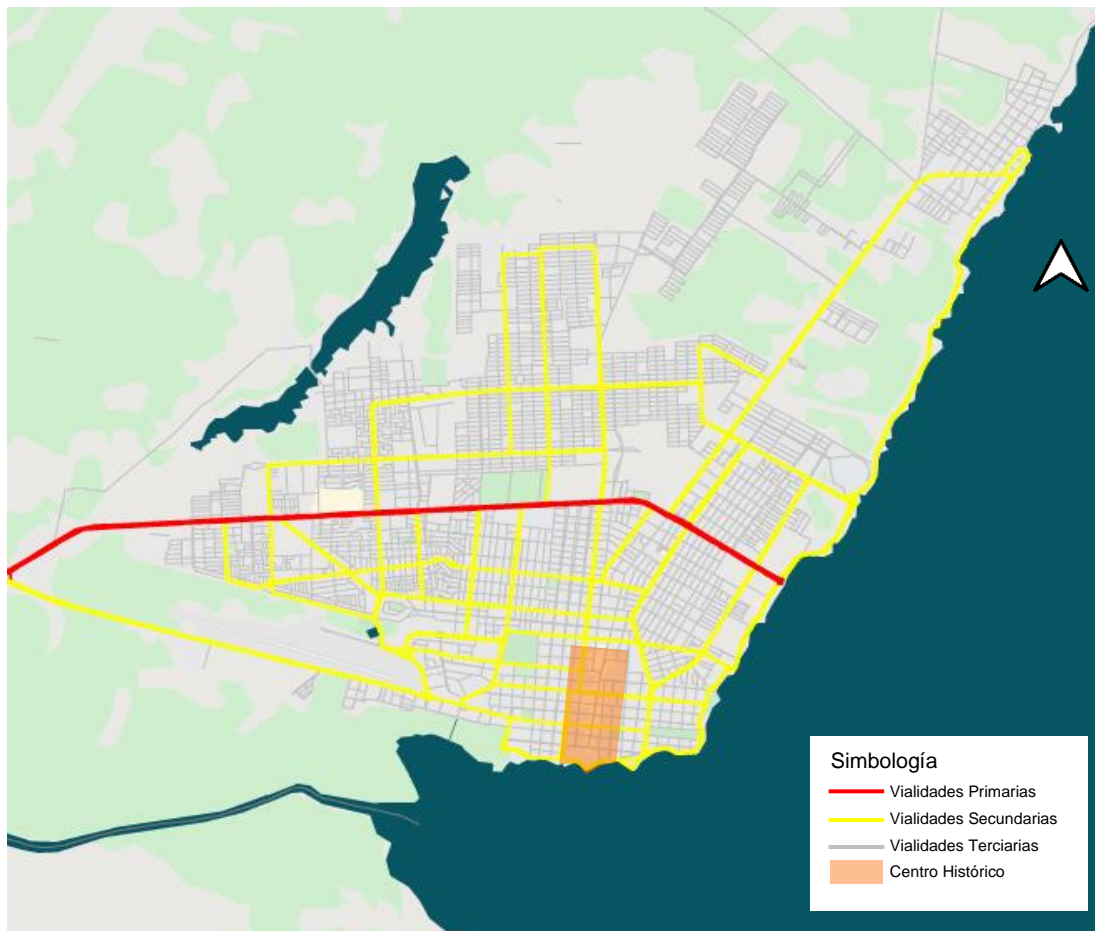 Simbología
Vialidades Primarias
Vialidades Secundarias
Vialidades Terciarias
Centro Histórico